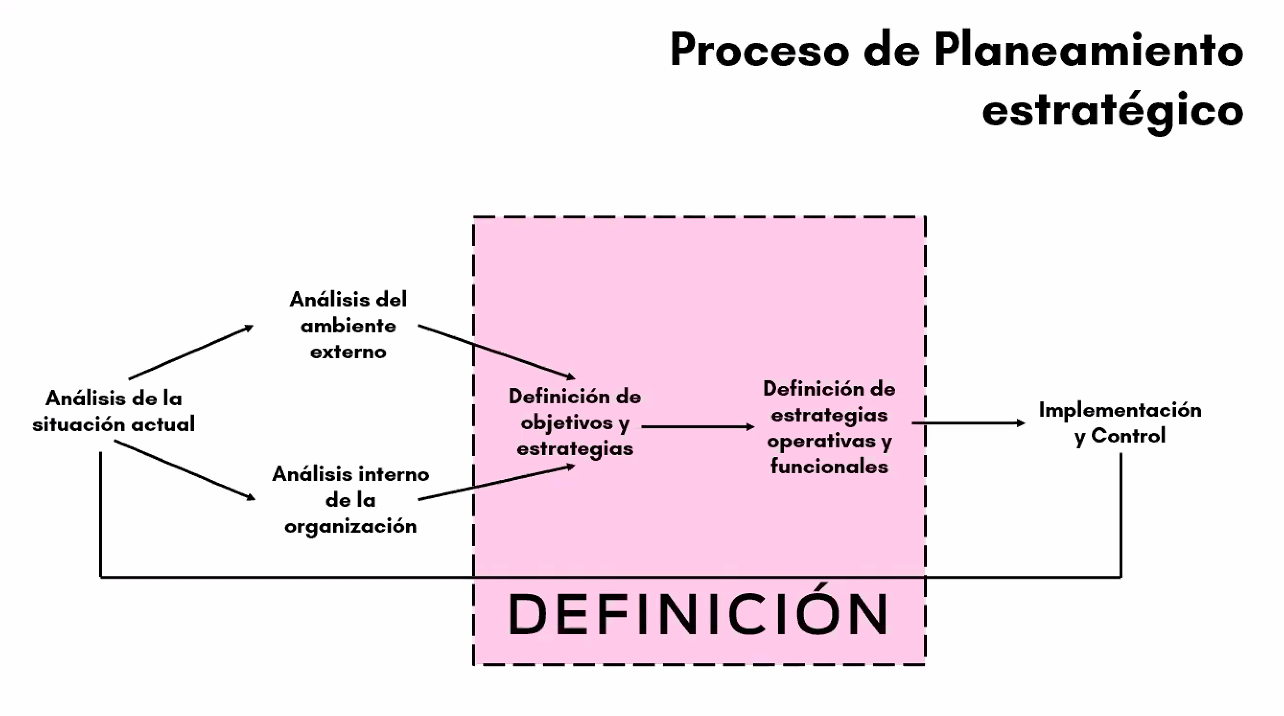 Proceso de Planeamiento
estratégico
Análisis del
ambiente
externo
Análisis de la
situación actual
Análisis interno
de la
organización
Definición de
objetivos y
estrategias
Definición de
estrategias
operativas y
funcionales
Implementación
y Control
DEFINICIÓN